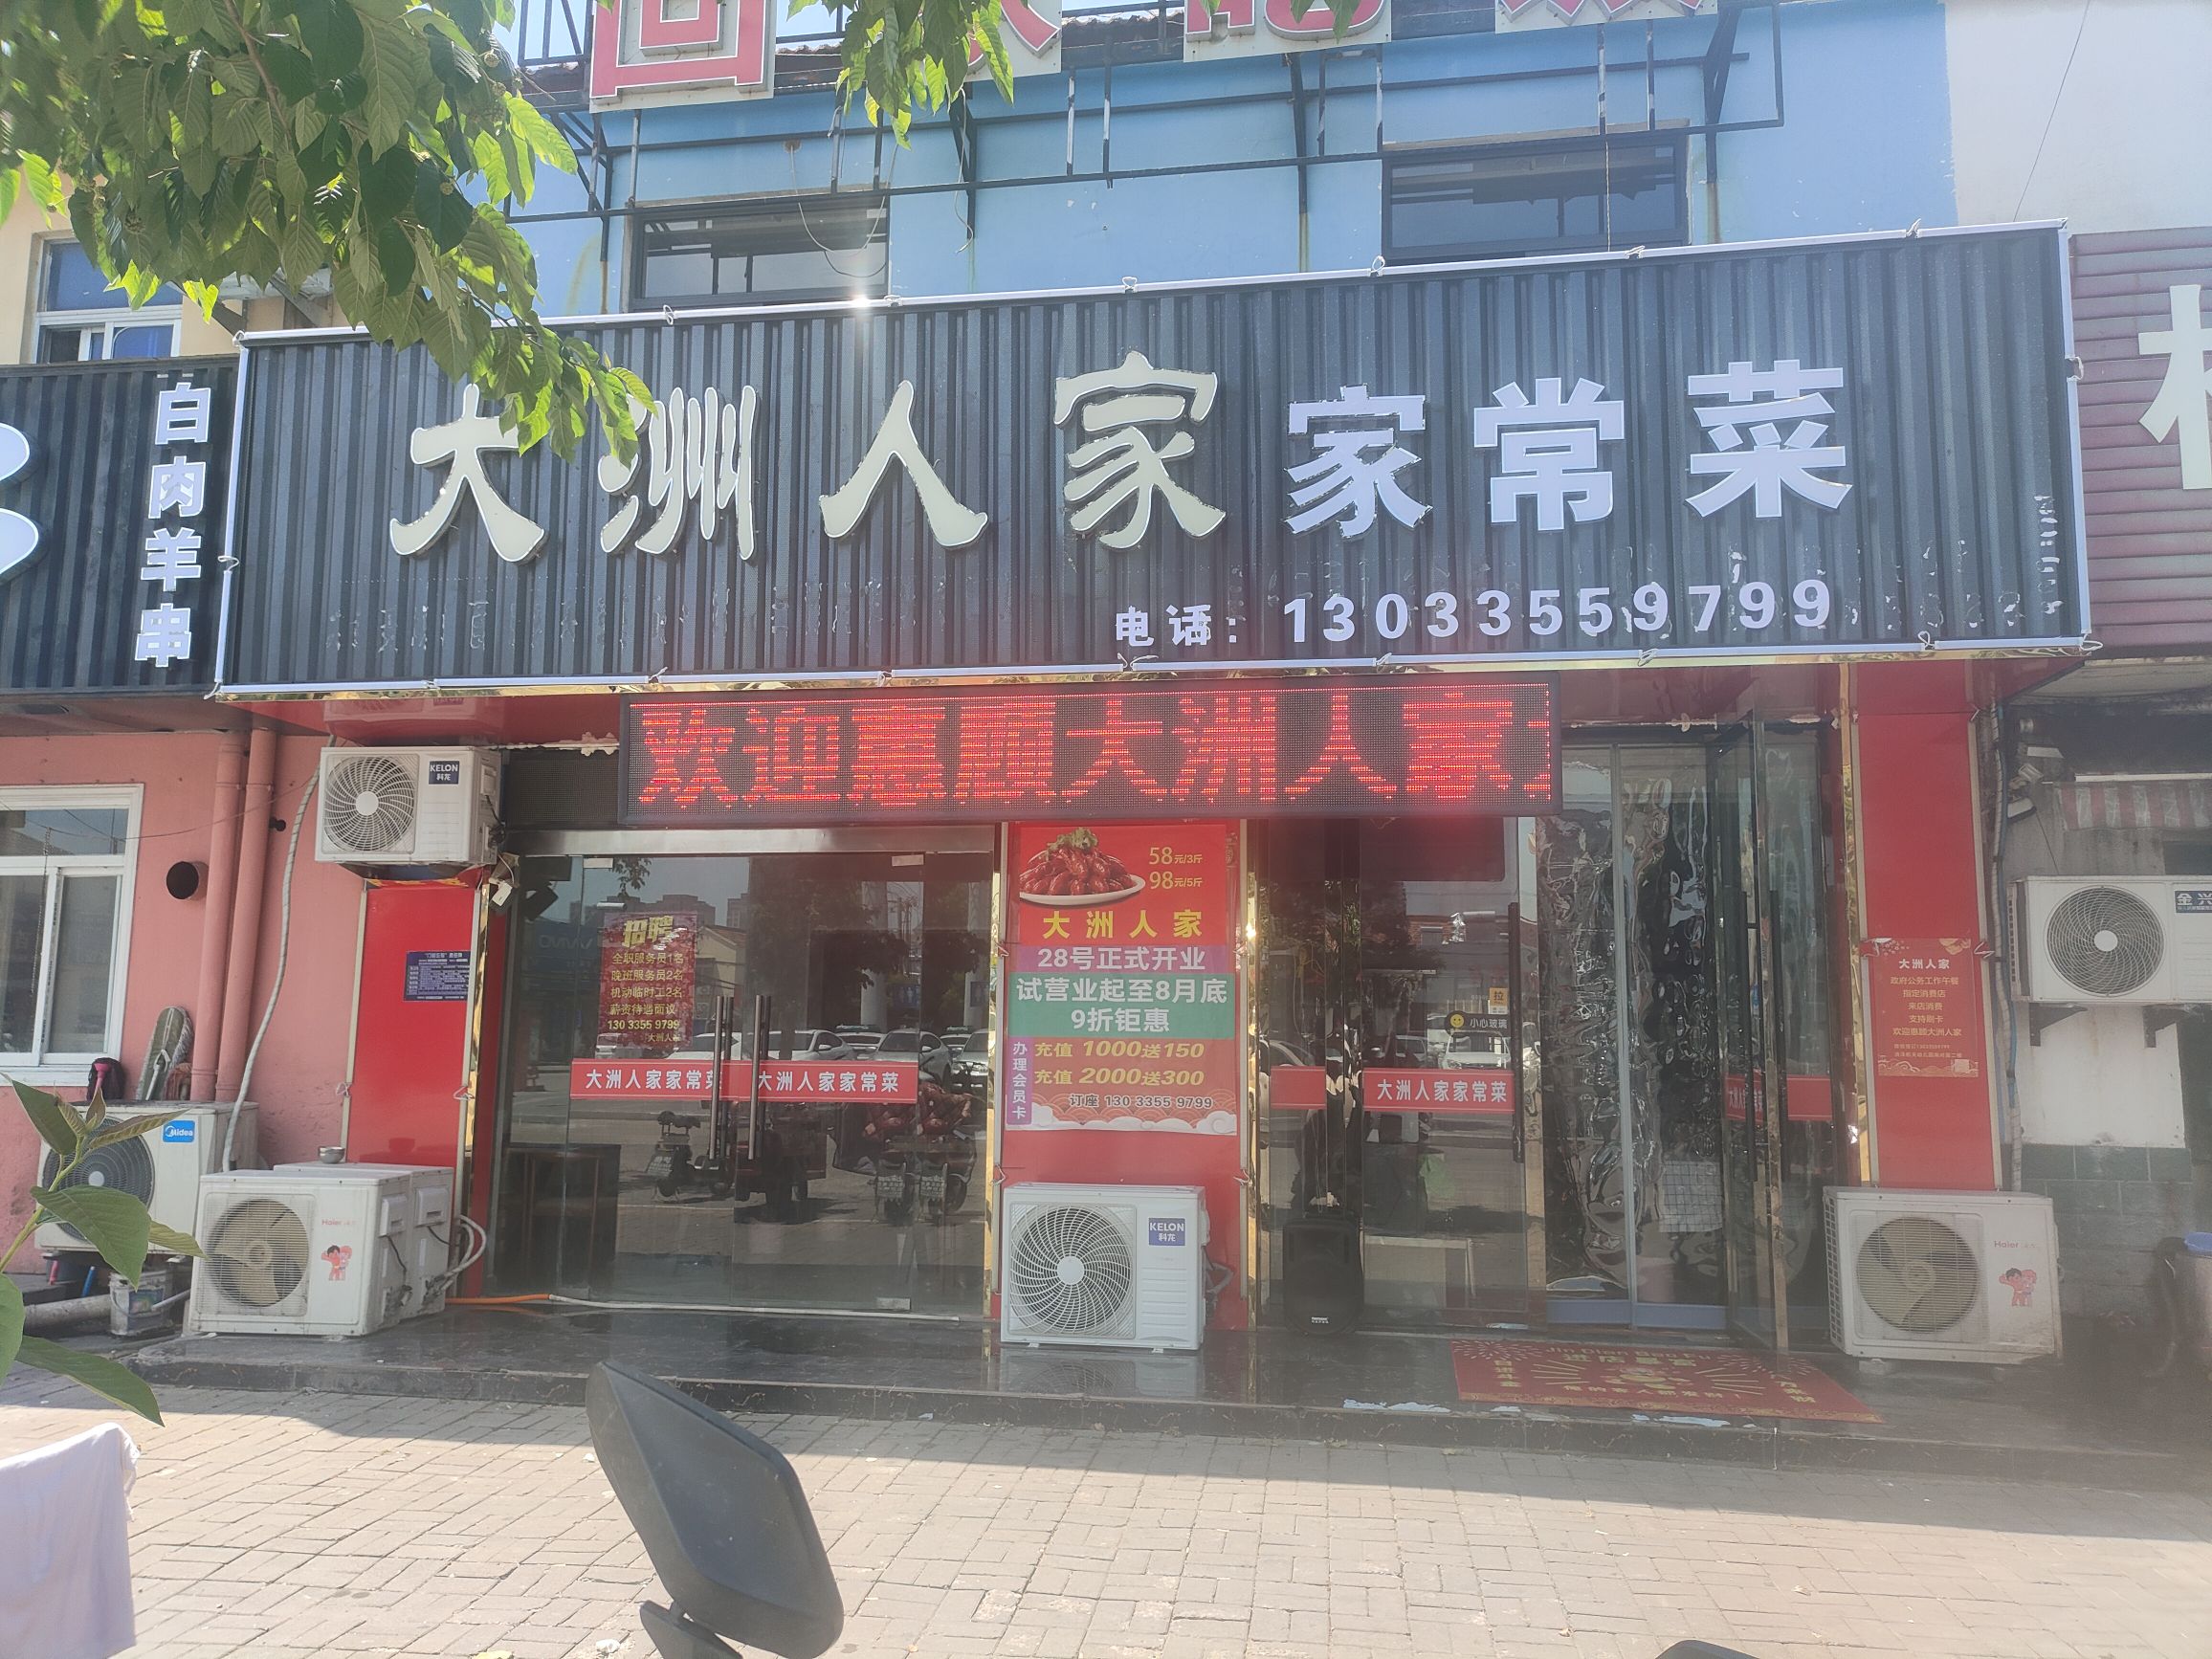 白肉羊串
大洲人家家常菜
电话：13033559799
欢迎惠顾大洲人家
KELON
科龙
58元/3斤
98元/5斤
大洲人家
28号正式开业
试营业起至8月底
9折钜惠
办理会员卡
充值 1000送150
充值 2000送300
订座 130 3355 9799
招聘
全职服务员1名
晚班服务员2名
机动临时工2名
薪资待遇面议
130 3355 9799
大洲人家
大洲人家家常菜
大洲人家家常菜
拉
小心玻璃
大洲人家家常菜
大洲人家
政府公务工作午餐
指定消费店
来店消费
支持刷卡
欢迎惠顾大洲人家
金兴
Midea
Haier
KELON
科龙
Haier